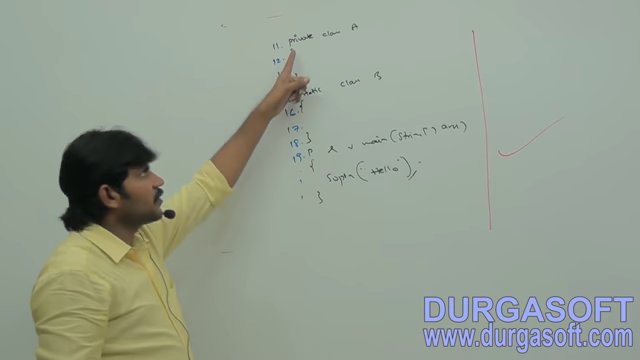 11. private class A
12. {
static class B
16. {
17.
18. }
19. P s v main(String[] args)
{
Sopln("Hello");
}
DURGASOFT
www.durgasoft.com